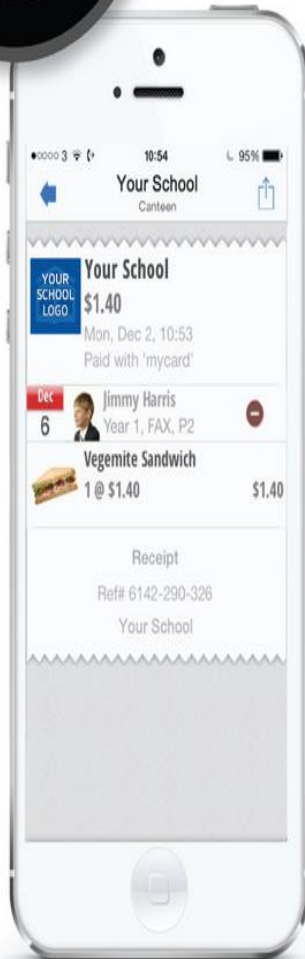 3 10:54 95%
Your School
Canteen
YOUR
SCHOOL
LOGO
Your School
$1.40
Mon, Dec 2, 10:53
Paid with 'mycard'
Dec
6
Jimmy Harris
Year 1, FAX, P2
Vegemite Sandwich
1 @ $1.40 $1.40
Receipt
Ref# 6142-290-326
Your School